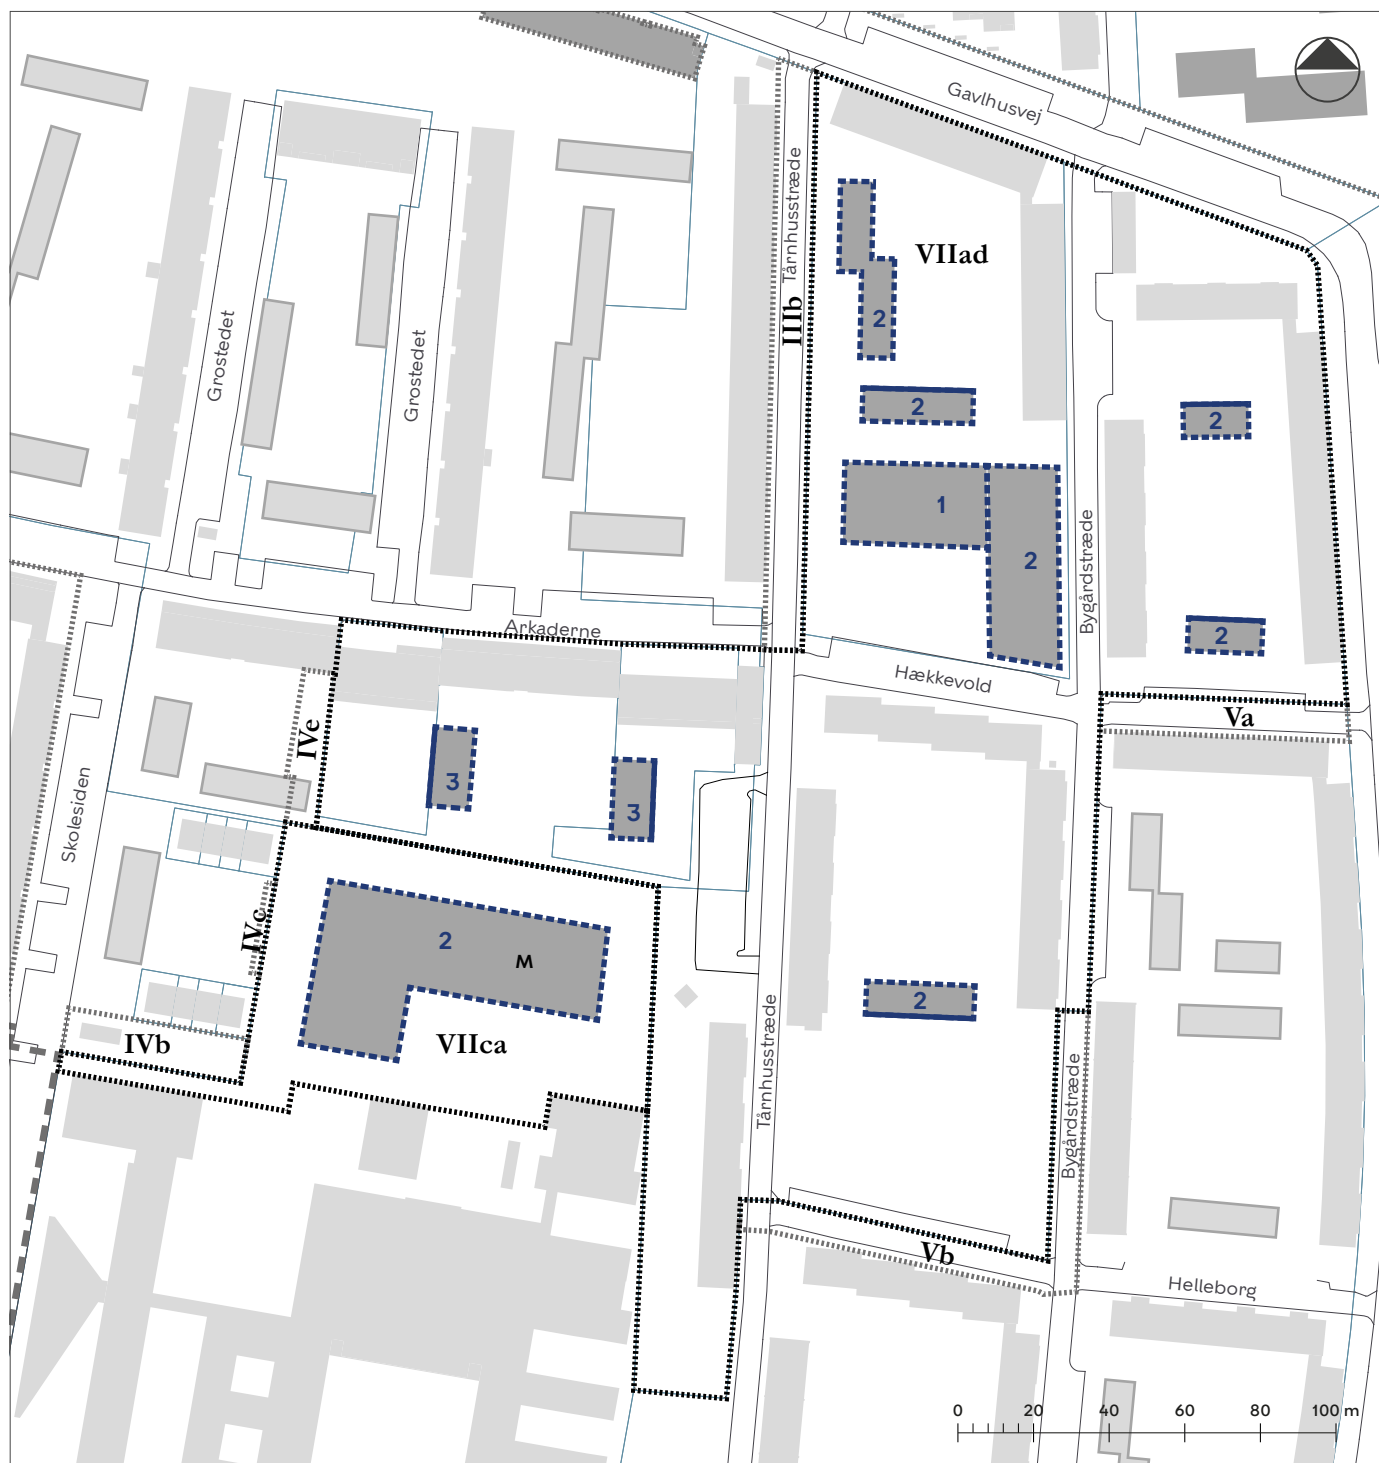 Gavlhusvej
Tårnhusstræde
IIIb
VIIad
2
2
2
1
2
Bygårdstræde
2
Grostedet
Grostedet
Arkaderne
Hækkevold
Va
IVe
3
3
Skolesiden
IVc
2
M
VIIca
IVb
2
Tårnhusstræde
Bygårdstræde
Vb
Helleborg
0 20 40 60 80 100 m